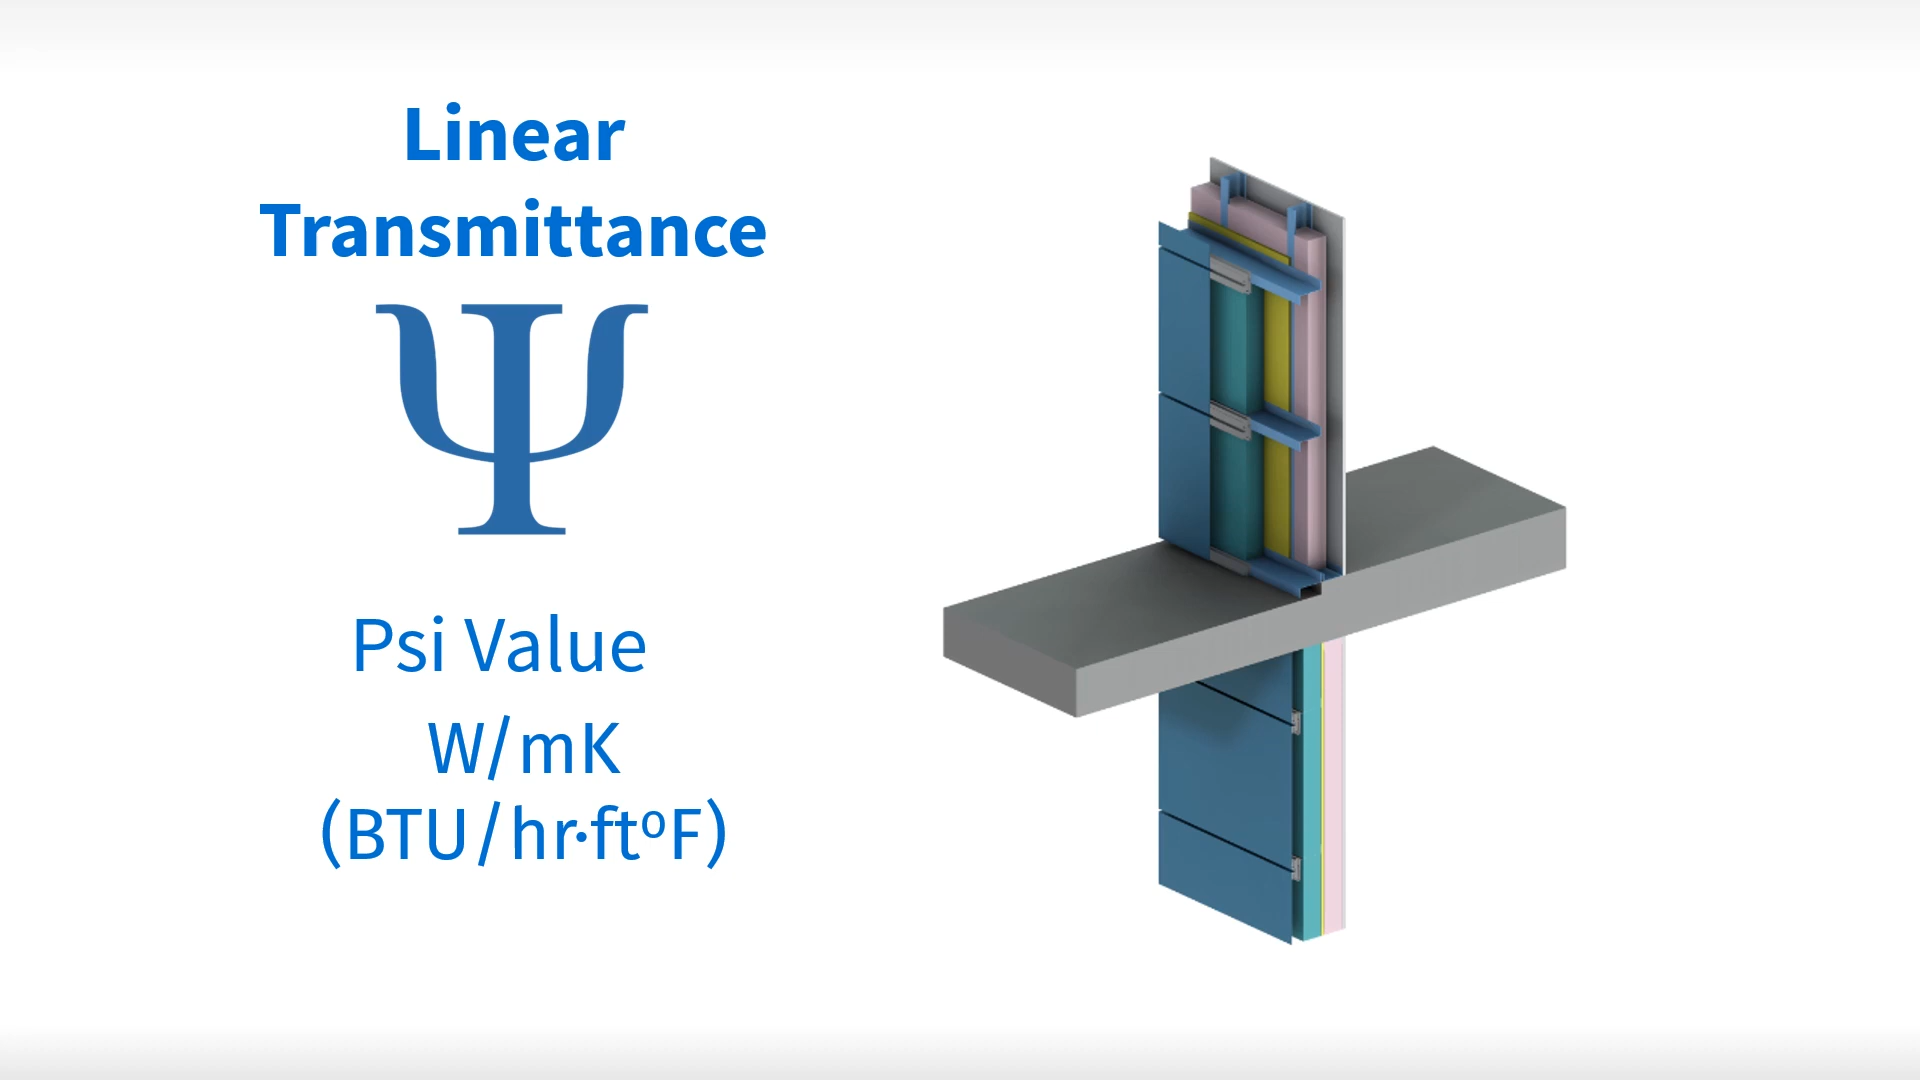 Linear
Transmittance
Ψ
Psi Value
W/mK
(BTU/hr·ftºF)